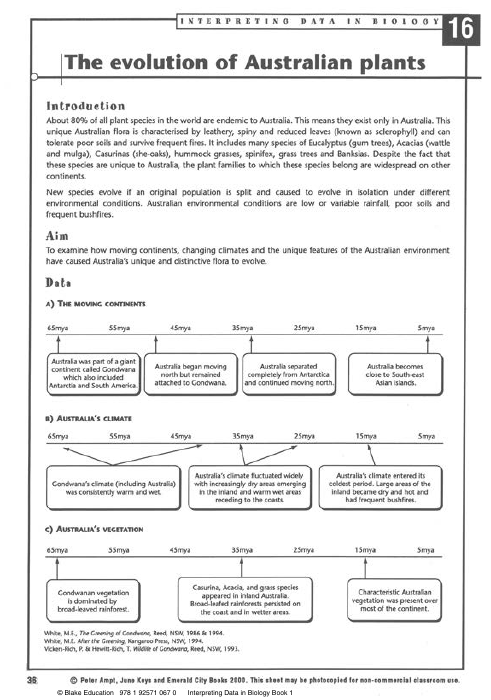 INTERPRETING DATA IN BIOLOGY
16
The evolution of Australian plants
Introduction
About 80% of all plant species in the world are endemic to Australia. This means they exist only in Australia. This
unique Australian flora is characterised by leathery, spiny and reduced leaves (known as sclerophyll) and can
tolerate poor soils and survive frequent fires. It includes many species of Eucalyptus (gum trees), Acacias (wattle
and mulga), Casurinas (she-oaks), hummock grasses, spinifex, grass trees and Banksias. Despite the fact that
these species are unique to Australia, the plant families to which these species belong are widespread on other
continents.
New species evolve if an original population is split and caused to evolve in isolation under different
environmental conditions. Australian environmental conditions are low or variable rainfall, poor soils and
frequent bushfires.
Aim
To examine how moving continents, changing climates and the unique features of the Australian environment
have caused Australia's unique and distinctive flora to evolve.
Data
A) THE MOVING CONTINENTS
65mya 55mya 45mya 35mya 25mya 15mya 5mya
Australia was part of a giant
continent called Gondwana
which also included
Antarctia and South America.
Australia began moving
north but remained
attached to Gondwana.
Australia separated
completely from Antarctica
and continued moving north.
Australia becomes
close to South-east
Asian islands.
B) AUSTRALIA'S CLIMATE
65mya 55mya 45mya 35mya 25mya 15mya 5mya
Gondwana's climate (including Australia)
was consistently warm and wet.
Australia's climate fluctuated widely
with increasingly dry areas emerging
in the inland and warm wet areas
receding to the coasts.
Australia's climate entered its
coldest period. Large areas of the
inland became dry and hot and
had frequent bushfires.
C) AUSTRALIA'S VEGETATION
65mya 55mya 45mya 35mya 25mya 15mya 5mya
Gondwanan vegetation
is dominated by
broad-leaved rainforest.
Casurina, Acacia, and grass species
appeared in inland Australia.
Broad-leafed rainforests persisted on
the coast and in wetter areas.
Characteristic Australian
vegetation was present over
most of the continent.
White, M.E., The Greening of Gondwana, Reed, NSW, 1986 & 1994.
White, M.E. After the Greening, Kangaroo Press, NSW, 1994.
Vicken-Rich, P. & Hewitt-Rich, T. Wildlife of Gondwana, Reed, NSW, 1993.
36 © Peter Ampt, June Keys and Emerald City Books 2000. This sheet may be photocopied for non-commercial classroom use.
© Blake Education 978 1 92571 067 0 Interpreting Data in Biology Book 1